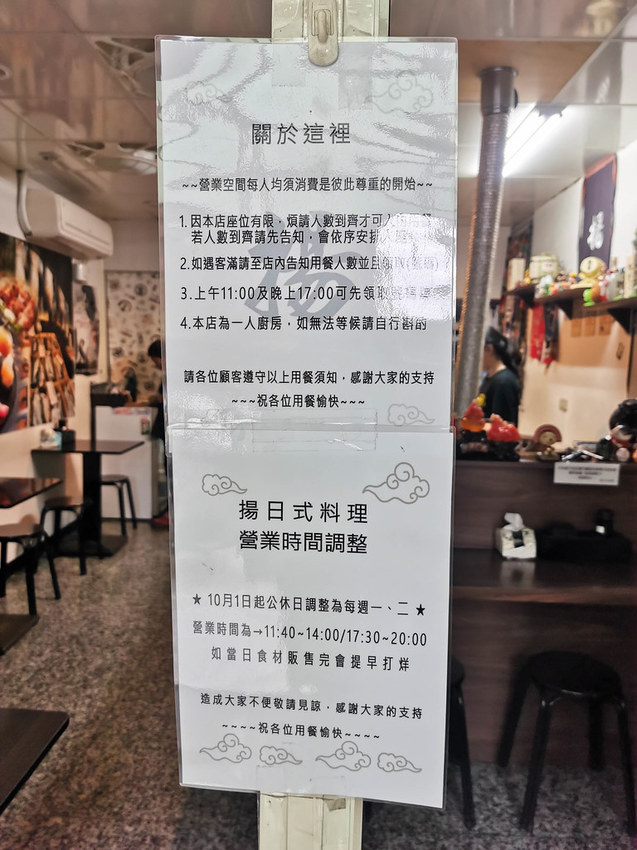 關於這裡
~~營業空間每人均須消費是彼此尊重的開始~~
1.因本店座位有限,煩請人數到齊才可
若人數到齊請先告知,會依序安排
2.如遇客滿請至店內告知用餐人數並且領取(號碼)
3.上午11:00及晚上17:00可先領取
4.本店為一人廚房,如無法等候請自行斟酌
請各位顧客遵守以上用餐須知,感謝大家的支持
~~~祝各位用餐愉快~~~
揚日式料理
營業時間調整
★ 10月1日起公休日調整為每週一、二 ★
營業時間為→11:40~14:00/17:30~20:00
如當日食材販售完會提早打烊
造成大家不便敬請見諒,感謝大家的支持
~~~~祝各位用餐愉快~~~~
福